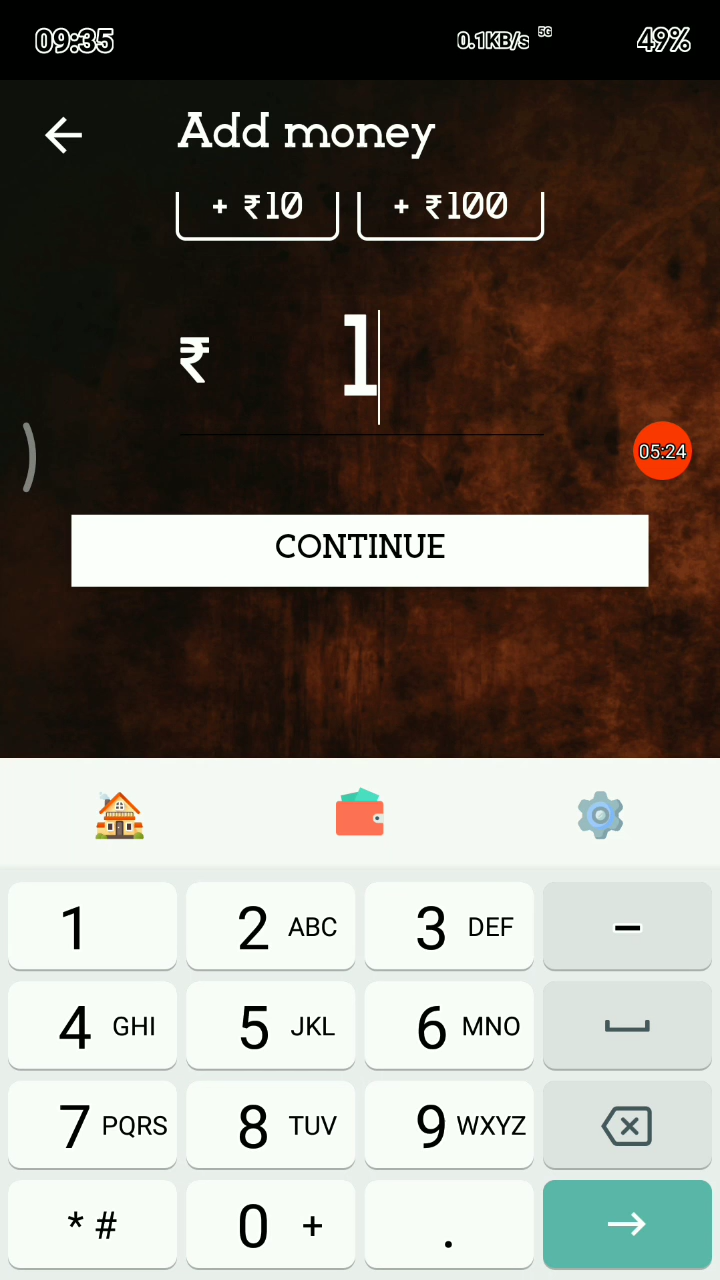 09:35 0.1KB/s 5G 49%
Add money
+ ₹10 + ₹100
₹ 1
05:24
CONTINUE
1 2 ABC 3 DEF –
4 GHI 5 JKL 6 MNO
7 PQRS 8 TUV 9 WXYZ
* # 0 + .